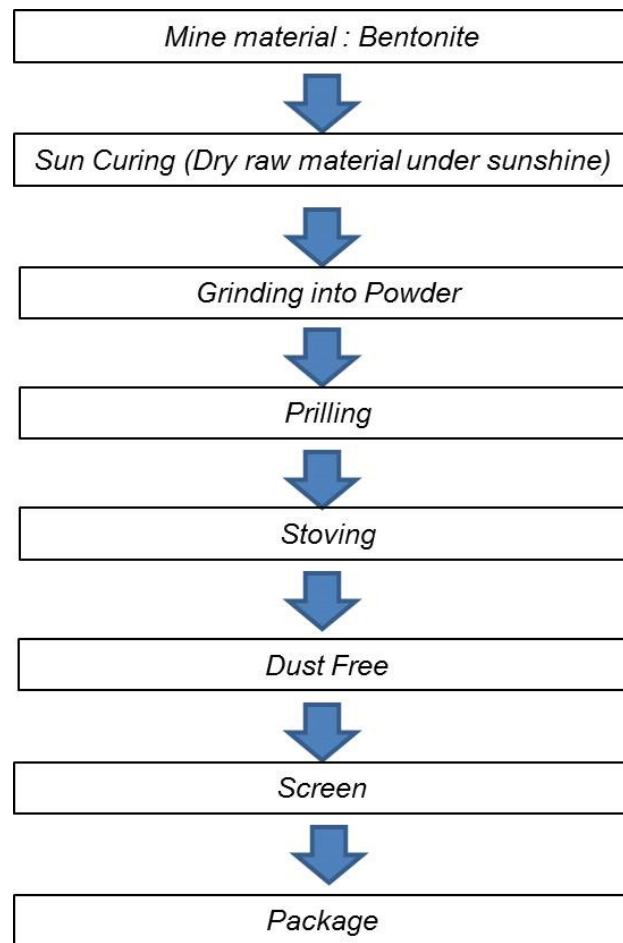 Mine material : Bentonite
Sun Curing (Dry raw material under sunshine)
Grinding into Powder
Prilling
Stoving
Dust Free
Screen
Package